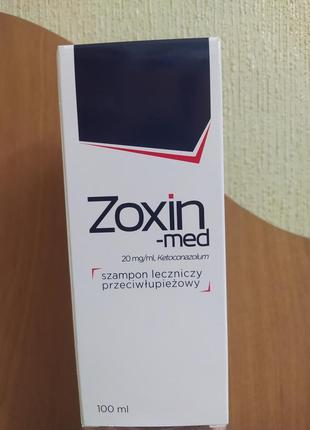 Zoxin
-med
20 mg/ml, Ketoconazolum
szampon leczniczy
przeciwłupieżowy
100 ml